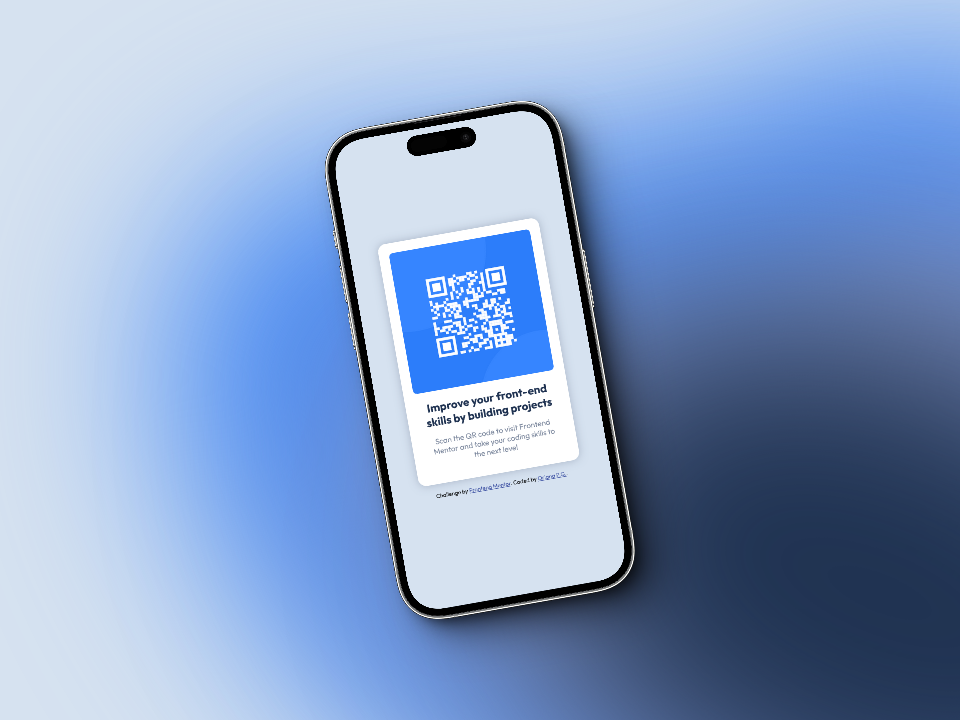 Improve your front-end
skills by building projects
Scan the QR code to visit Frontend
Mentor and take your coding skills to
the next level
Challenge by Frontend Mentor. Coded by